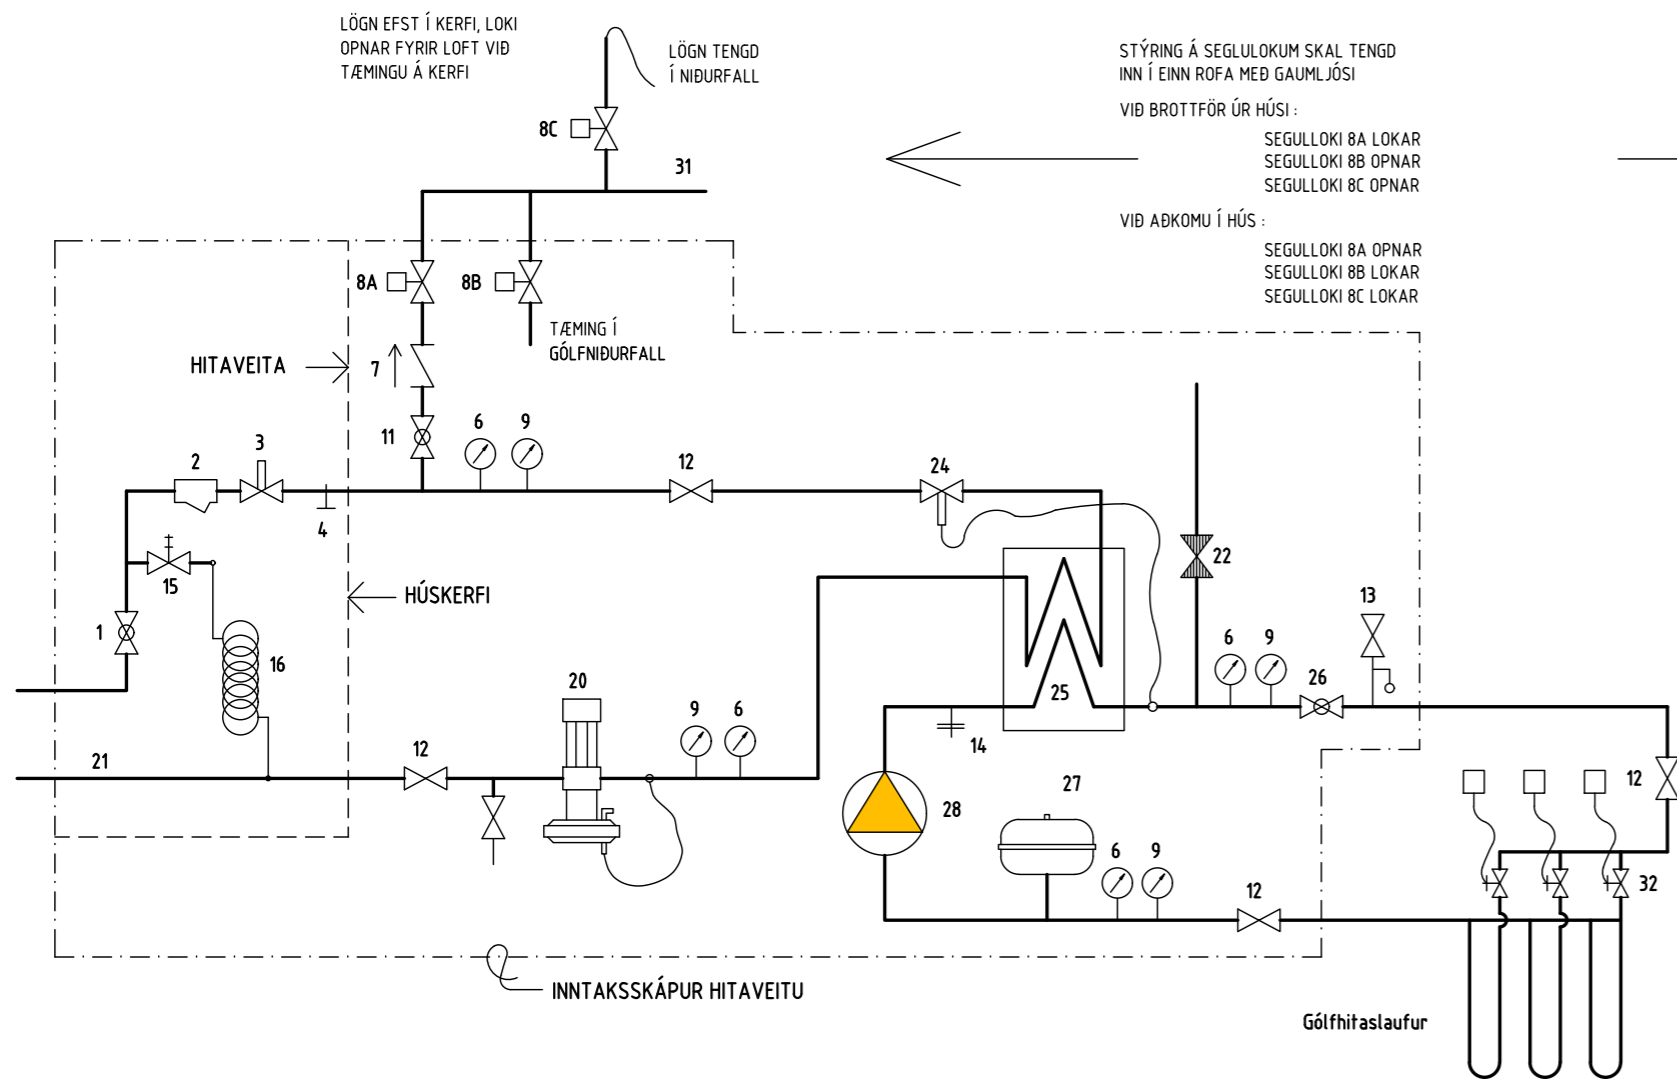 LÖGN EFST Í KERFI, LOKI
OPNAR FYRIR LOFT VIÐ
TÆMINGU Á KERFI
LÖGN TENGD
Í NIÐURFALL
STÝRING Á SEGLULOKUM SKAL TENGD
INN Í EINN ROFA MEÐ GAUMLJÓSI
VIÐ BROTTFÖR ÚR HÚSI :
SEGULLOKI 8A LOKAR
SEGULLOKI 8B OPNAR
SEGULLOKI 8C OPNAR
VIÐ AÐKOMU Í HÚS :
SEGULLOKI 8A OPNAR
SEGULLOKI 8B LOKAR
SEGULLOKI 8C LOKAR
8C
31
8A
8B
TÆMING Í
GÓLFNIÐURFALL
HITAVEITA
7
11
6
9
2
3
12
24
4
15
HÚSKERFI
22
1
16
13
6
9
26
25
20
9
6
14
21
12
27
12
28
6
9
12
32
INNTAKSSKÁPUR HITAVEITU
Gólfhitaslaufur